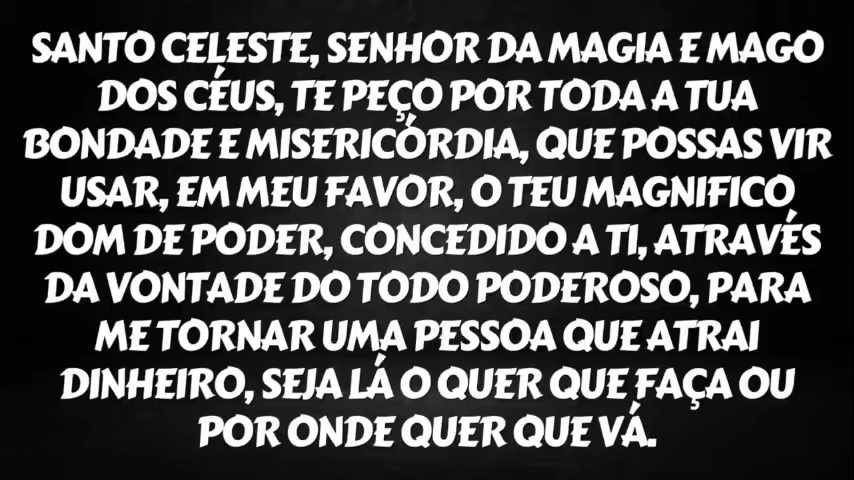 SANTO CELESTE, SENHOR DA MAGIA E MAGO
DOS CÉUS, TE PEÇO POR TODA A TUA
BONDADE E MISERICÓRDIA, QUE POSSAS VIR
USAR, EM MEU FAVOR, O TEU MAGNIFICO
DOM DE PODER, CONCEDIDO A TI, ATRAVÉS
DA VONTADE DO TODO PODEROSO, PARA
ME TORNAR UMA PESSOA QUE ATRAI
DINHEIRO, SEJA LÁ O QUER QUE FAÇA OU
POR ONDE QUER QUE VÁ.